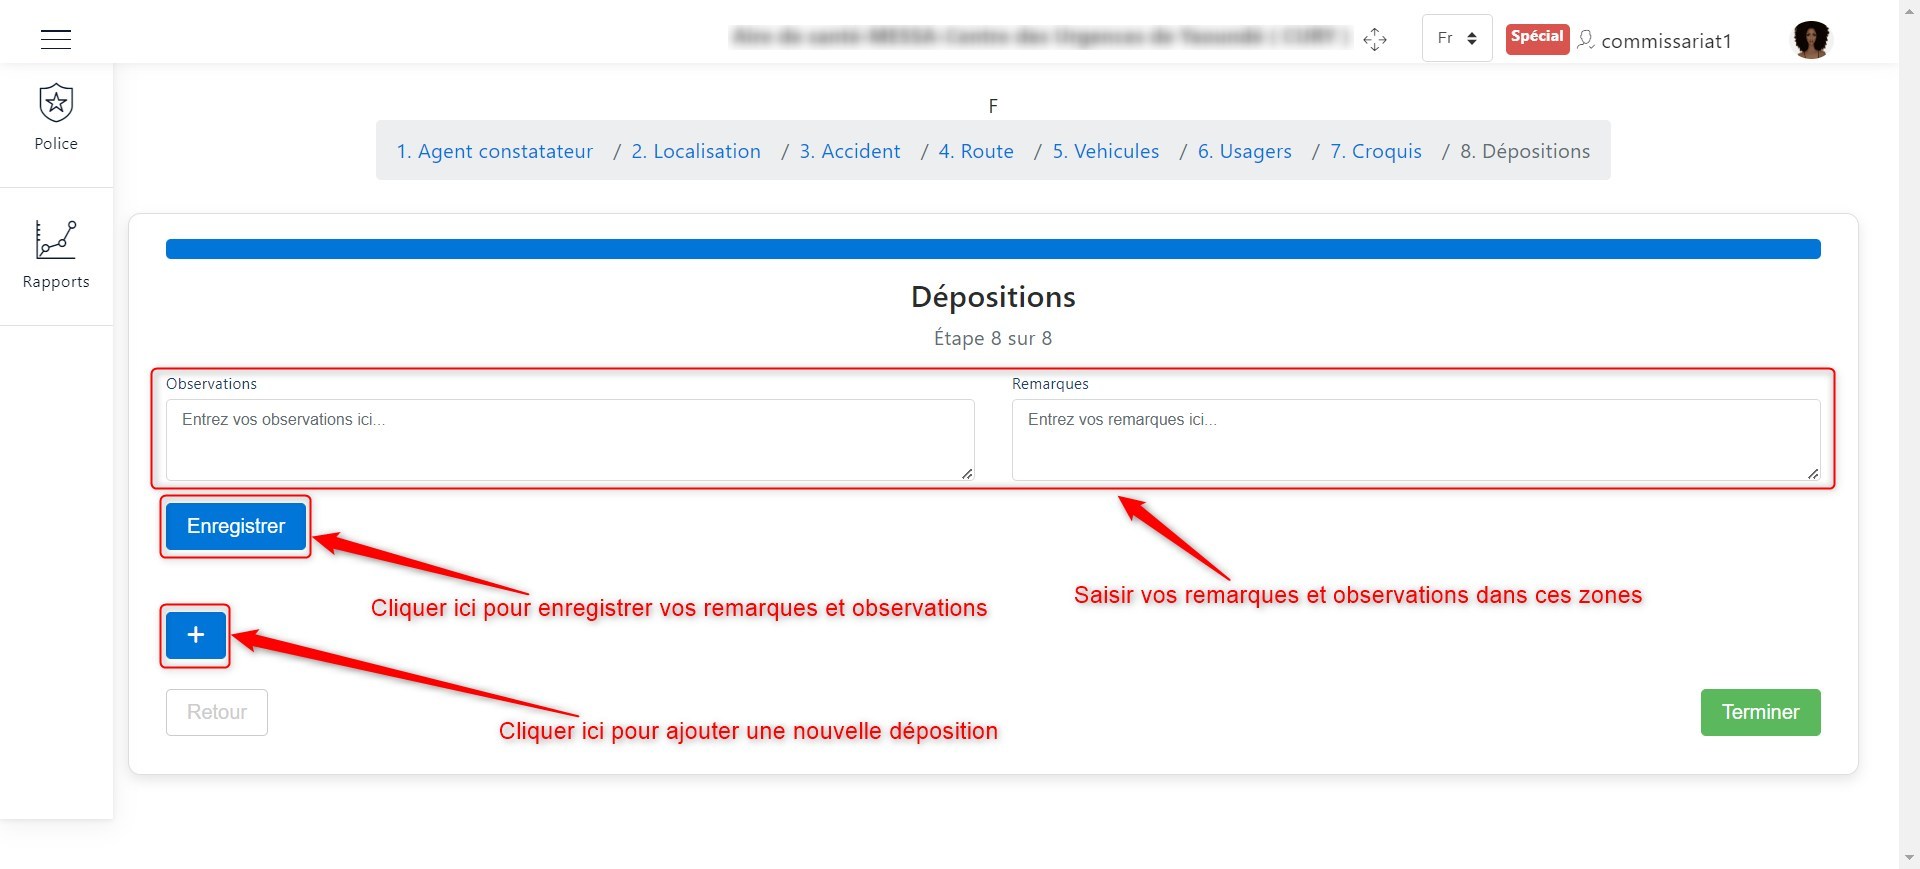 Fr
Spécial
commissariat1
Police
Rapports
F
1. Agent constatateur / 2. Localisation / 3. Accident / 4. Route / 5. Vehicules / 6. Usagers / 7. Croquis / 8. Dépositions
Dépositions
Étape 8 sur 8
Observations
Remarques
Entrez vos observations ici...
Entrez vos remarques ici...
Enregistrer
Cliquer ici pour enregistrer vos remarques et observations
Saisir vos remarques et observations dans ces zones
+
Retour
Cliquer ici pour ajouter une nouvelle déposition
Terminer